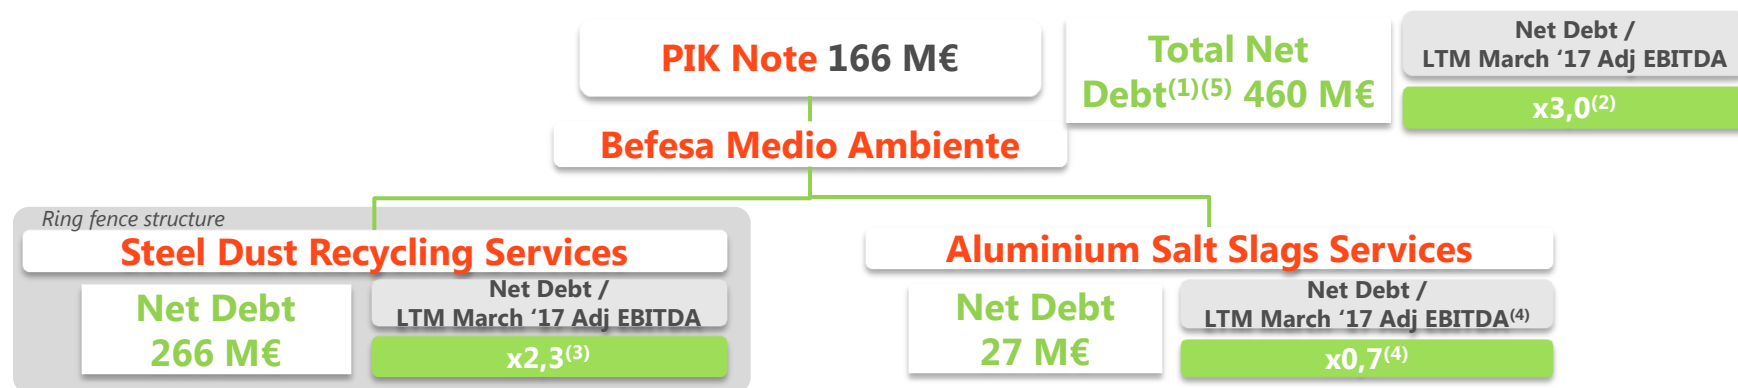 PIK Note 166 M€
Total Net
Debt(1)(5) 460 M€
Net Debt /
LTM March ‘17 Adj EBITDA
x3,0(2)
Befesa Medio Ambiente
Ring fence structure
Steel Dust Recycling Services
Net Debt
266 M€
Net Debt /
LTM March ‘17 Adj EBITDA
x2,3(3)
Aluminium Salt Slags Services
Net Debt
27 M€
Net Debt /
LTM March ‘17 Adj EBITDA(4)
x0,7(4)